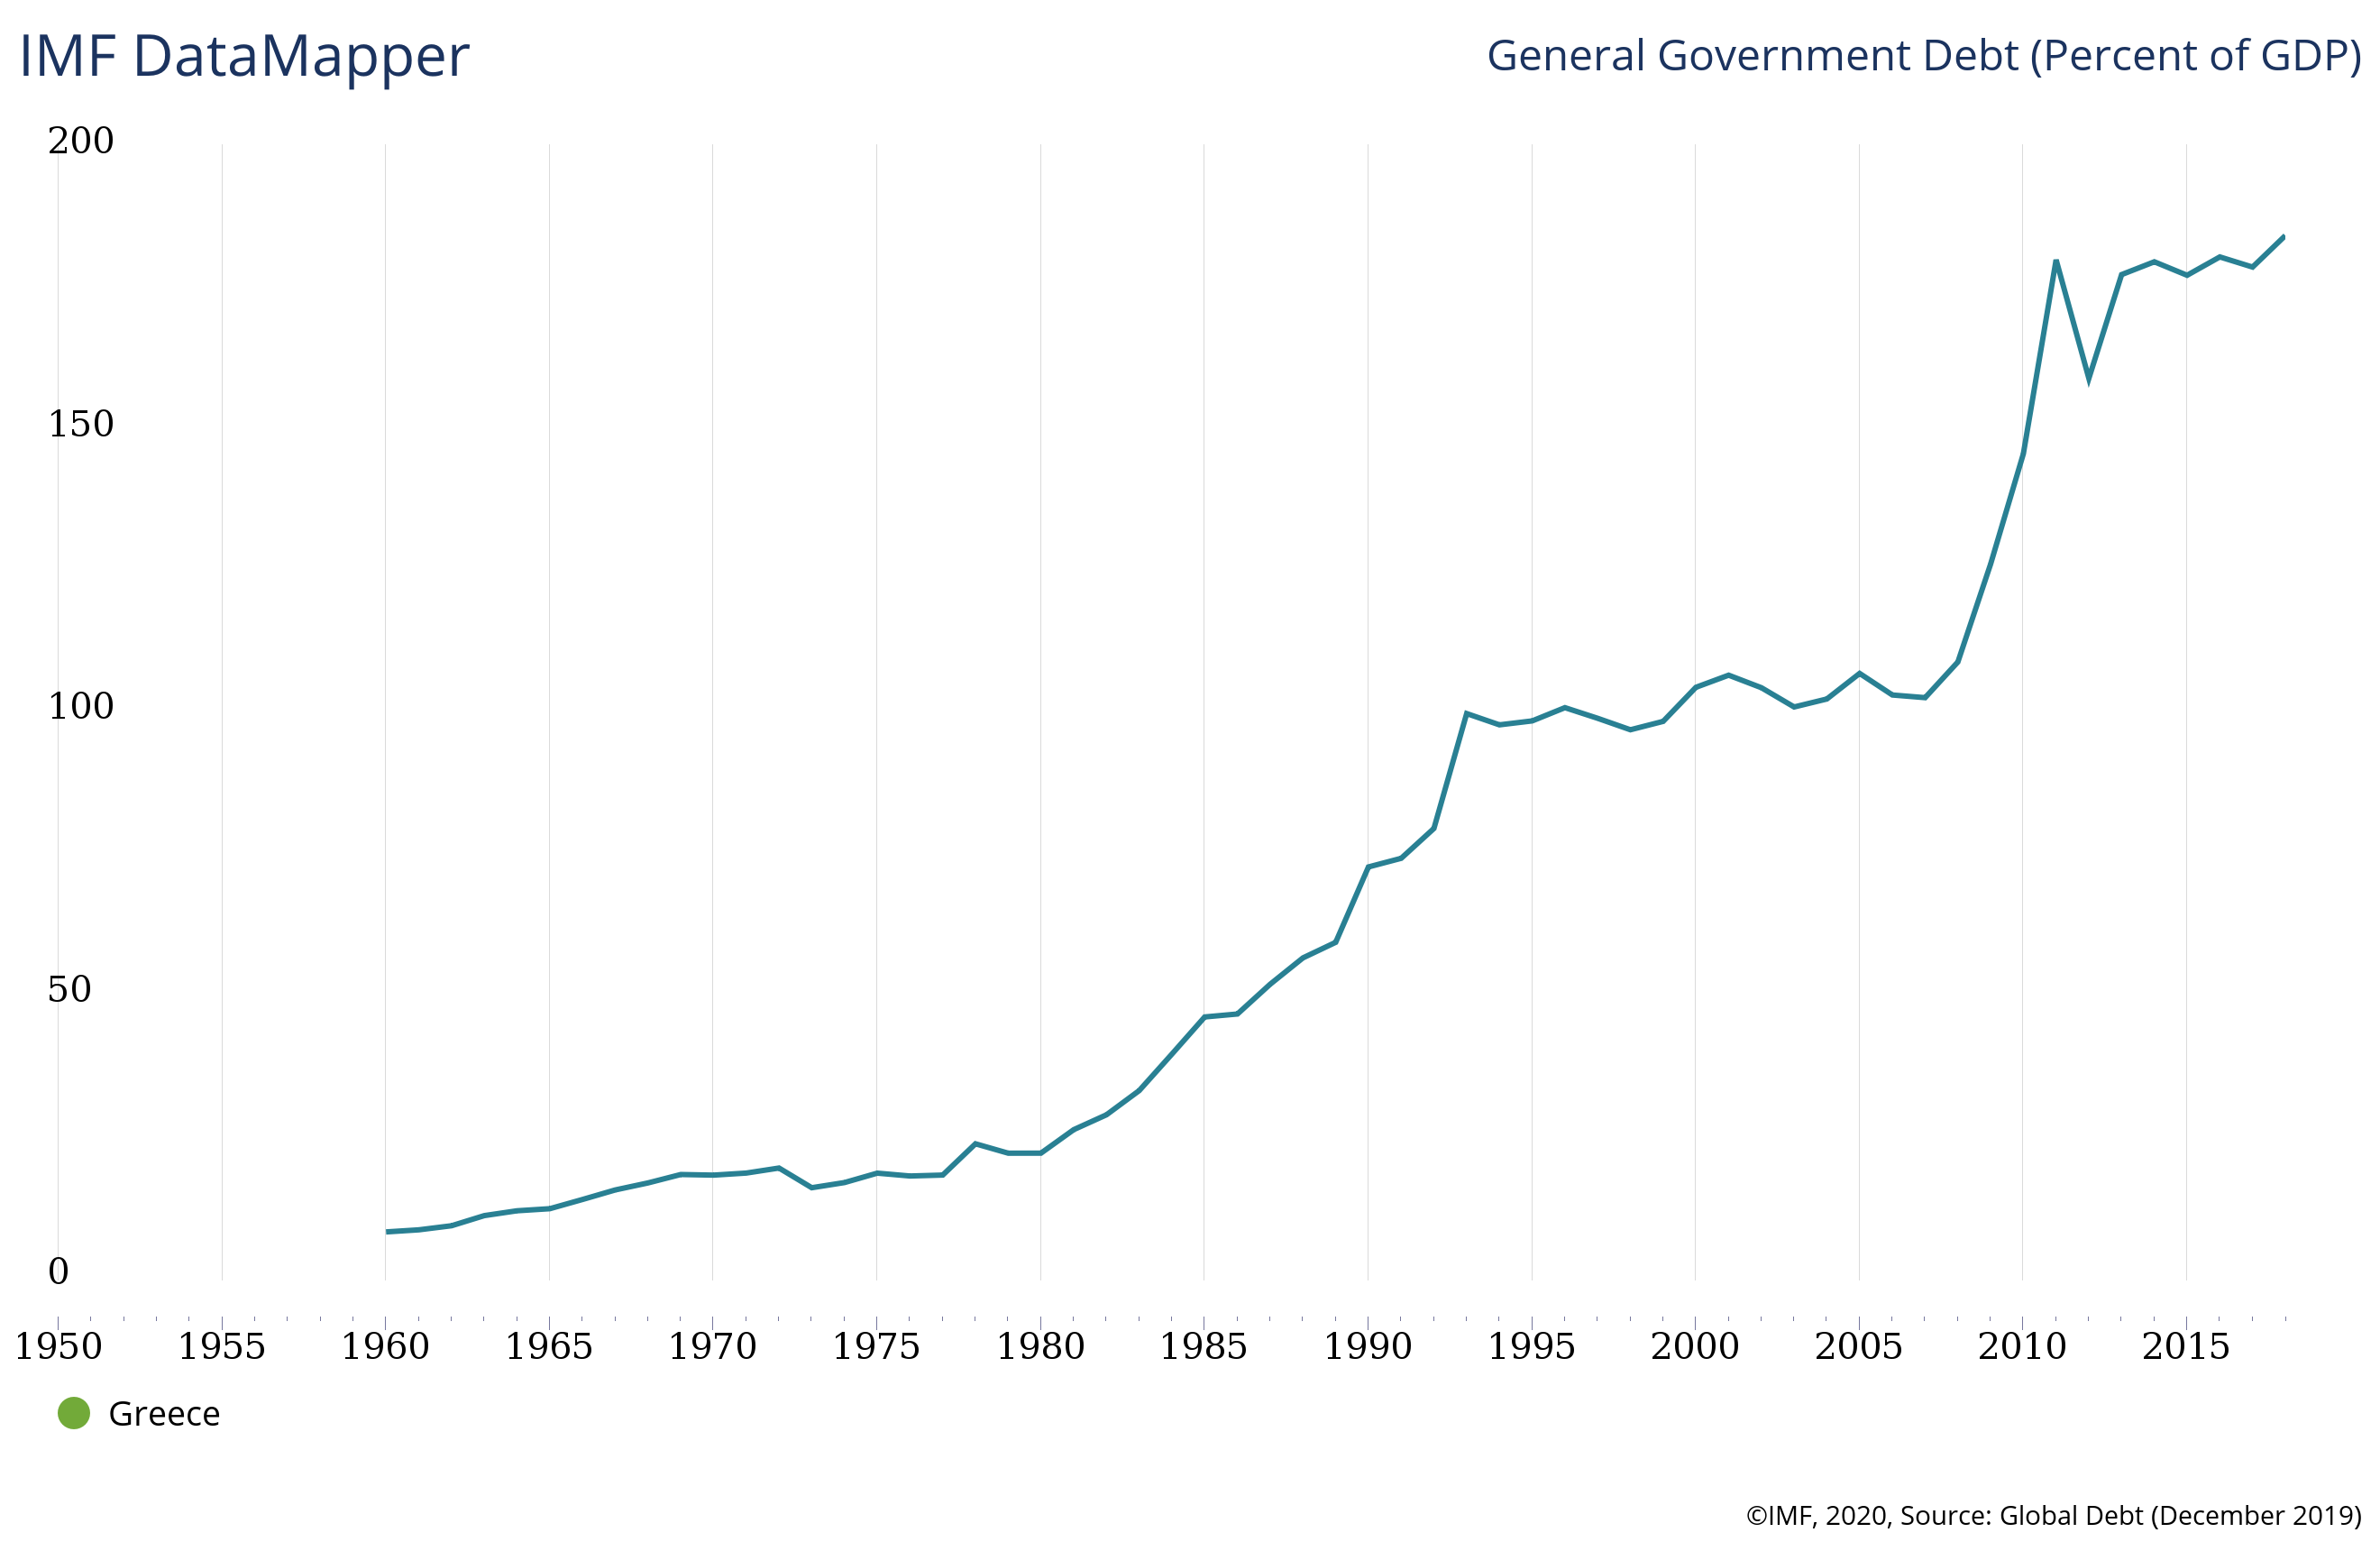 IMF DataMapper
General Government Debt (Percent of GDP)
200
150
100
50
0
1950 1955 1960 1965 1970 1975 1980 1985 1990 1995 2000 2005 2010 2015
Greece
©IMF, 2020, Source: Global Debt (December 2019)